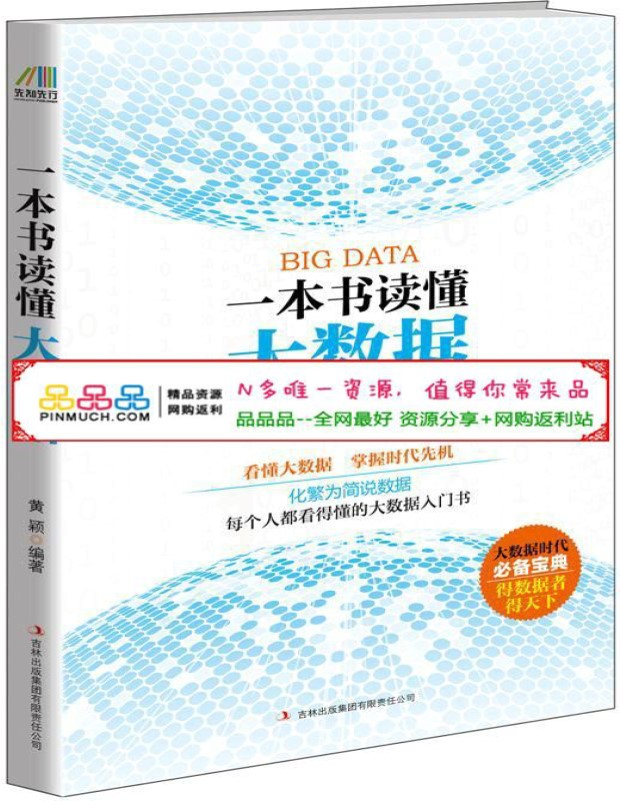 先知先行
一本书读懂
大
黄颖
编著
吉林出版集团有限责任公司
BIG DATA
一本书读懂
大数据
品品品
PINMUCH.COM
精品资源
网购返利
N多唯一资源，值得你常来品
品品品--全网最好 资源分享+网购返利站
看懂大数据 掌握时代先机
化繁为简说数据
每个人都看得懂的大数据入门书
大数据时代
必备宝典
得数据者
得天下
吉林出版集团有限责任公司